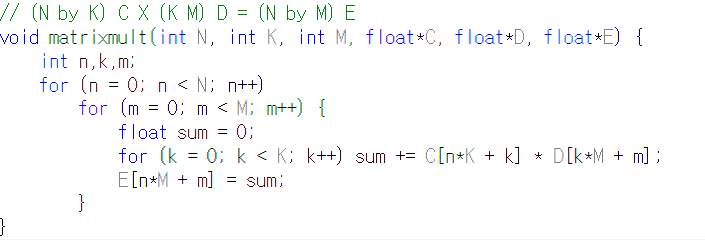 // (N by K) C X (K M) D = (N by M) E
void matrixmult(int N, int K, int M, float*C, float*D, float*E) {
int n,k,m;
for (n = 0; n < N; n++)
for (m = 0; m < M; m++) {
float sum = 0;
for (k = 0; k < K; k++) sum += C[n*K + k] * D[k*M + m];
E[n*M + m] = sum;
}
}